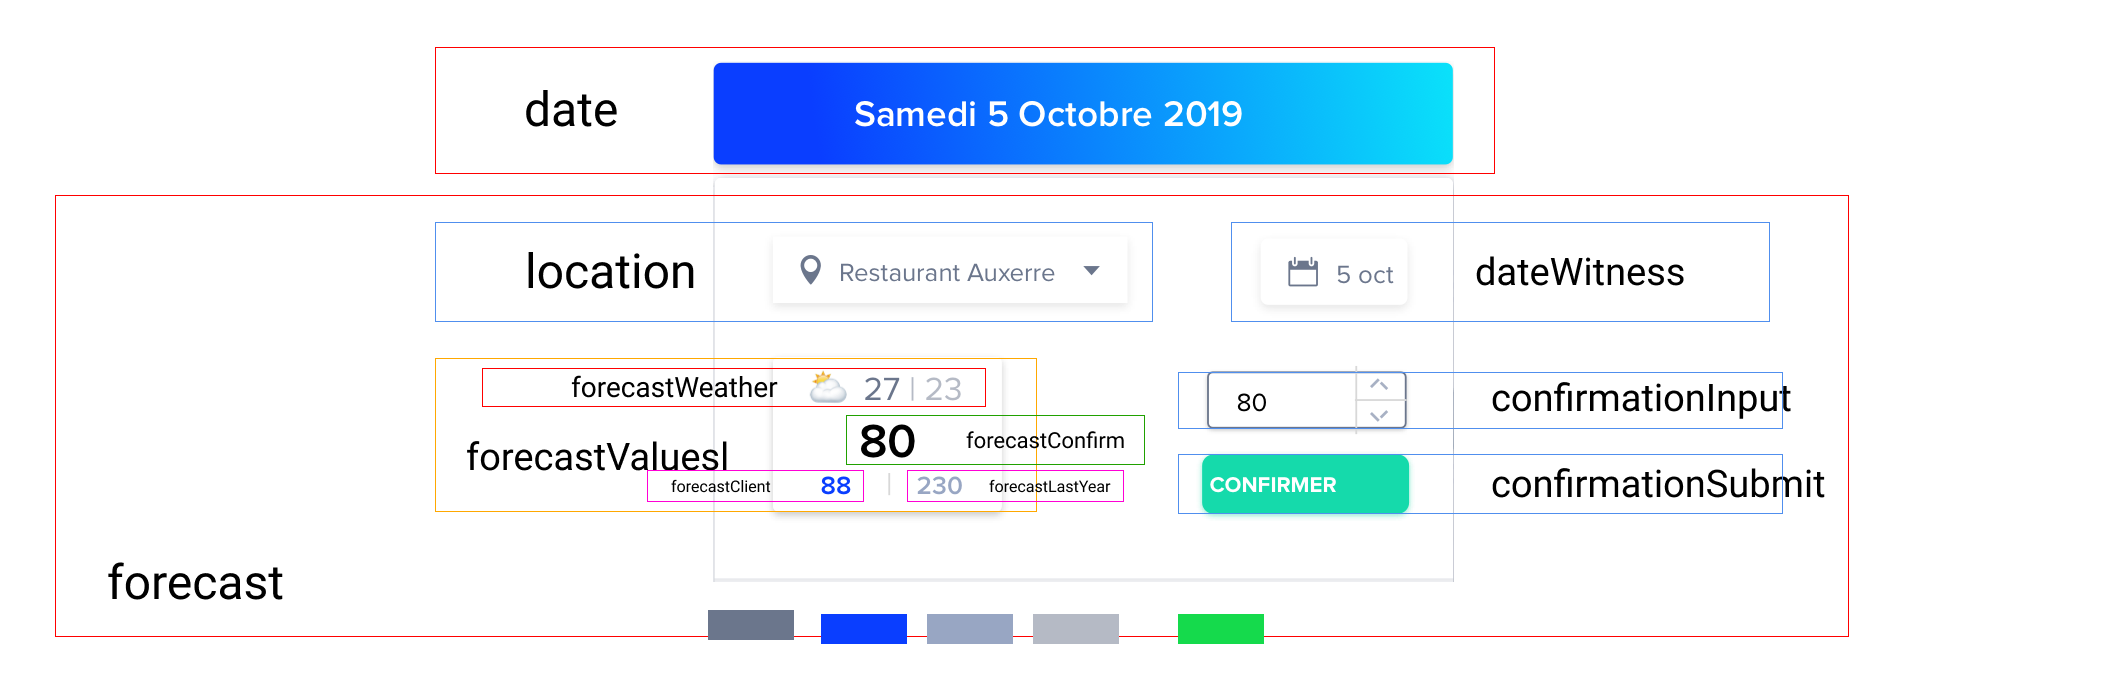 date
Samedi 5 Octobre 2019
location
Restaurant Auxerre
5 oct
dateWitness
forecastWeather
27 | 23
80
confirmationInput
80
forecastConfirm
forecastValuesl
forecastClient
88 | 230
forecastLastYear
CONFIRMER
confirmationSubmit
forecast